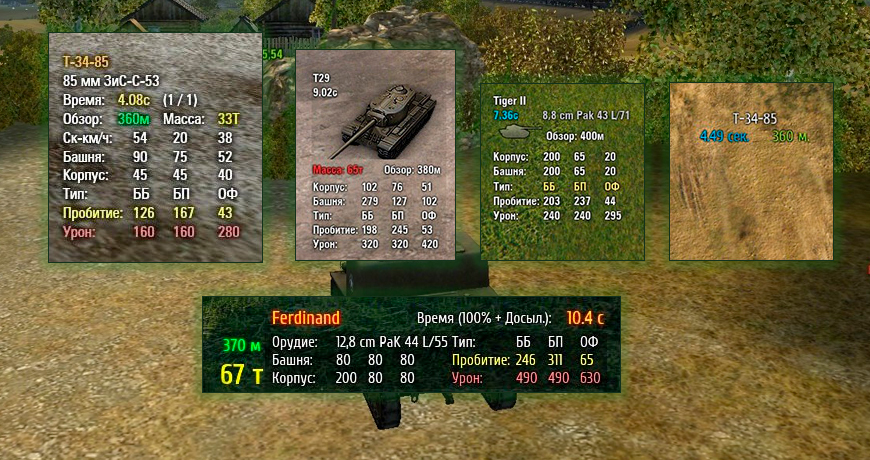 5.54
Т-34-85
85 мм ЗиС-С-53
Время: 4.08с (1 / 1)
Обзор: 360м Масса: 33Т
Ск-км/ч: 54 20 38
Башня: 90 75 52
Корпус: 45 45 40
Тип: ББ БП ОФ
Пробитие: 126 167 43
Урон: 160 160 280
T29
9.02с
Масса: 65т Обзор: 380м
Корпус: 102 76 51
Башня: 279 127 102
Тип: ББ БП ОФ
Пробитие: 198 245 53
Урон: 320 320 420
Tiger II
7.36с 8,8 cm Pak 43 L/71
Обзор: 400м
Корпус: 200 65 20
Башня: 200 65 20
Тип: ББ БП ОФ
Пробитие: 203 237 44
Урон: 240 240 295
Т-34-85
4.49 сек. 360 м.
Ferdinand Время (100% + Досыл.): 10.4 с
370 м Орудие: 12,8 cm PaK 44 L/55 Тип: ББ БП ОФ
Башня: 80 80 80 Пробитие: 246 311 65
67 т Корпус: 200 80 80 Урон: 490 490 630